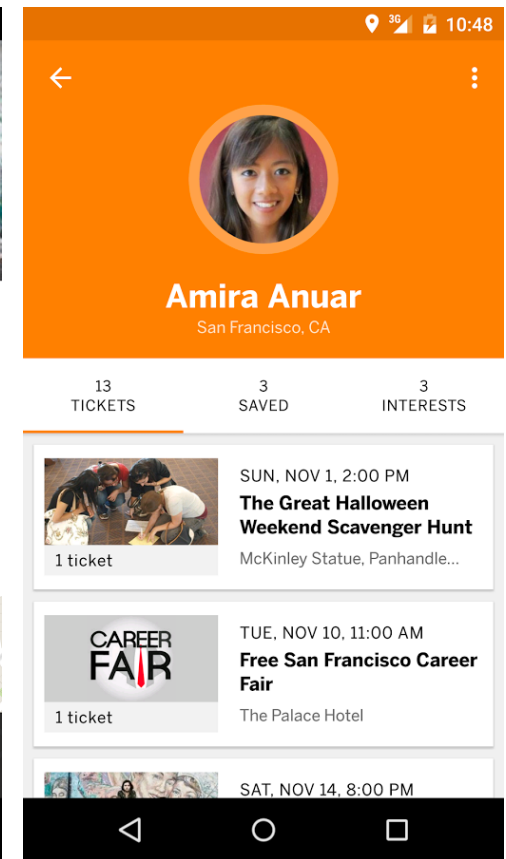 3G 10:48
Amira Anuar
San Francisco, CA
13
TICKETS
3
SAVED
3
INTERESTS
SUN, NOV 1, 2:00 PM
The Great Halloween
Weekend Scavenger Hunt
McKinley Statue, Panhandle...
1 ticket
CAREER
FAIR
TUE, NOV 10, 11:00 AM
Free San Francisco Career
Fair
The Palace Hotel
1 ticket
SAT, NOV 14, 8:00 PM